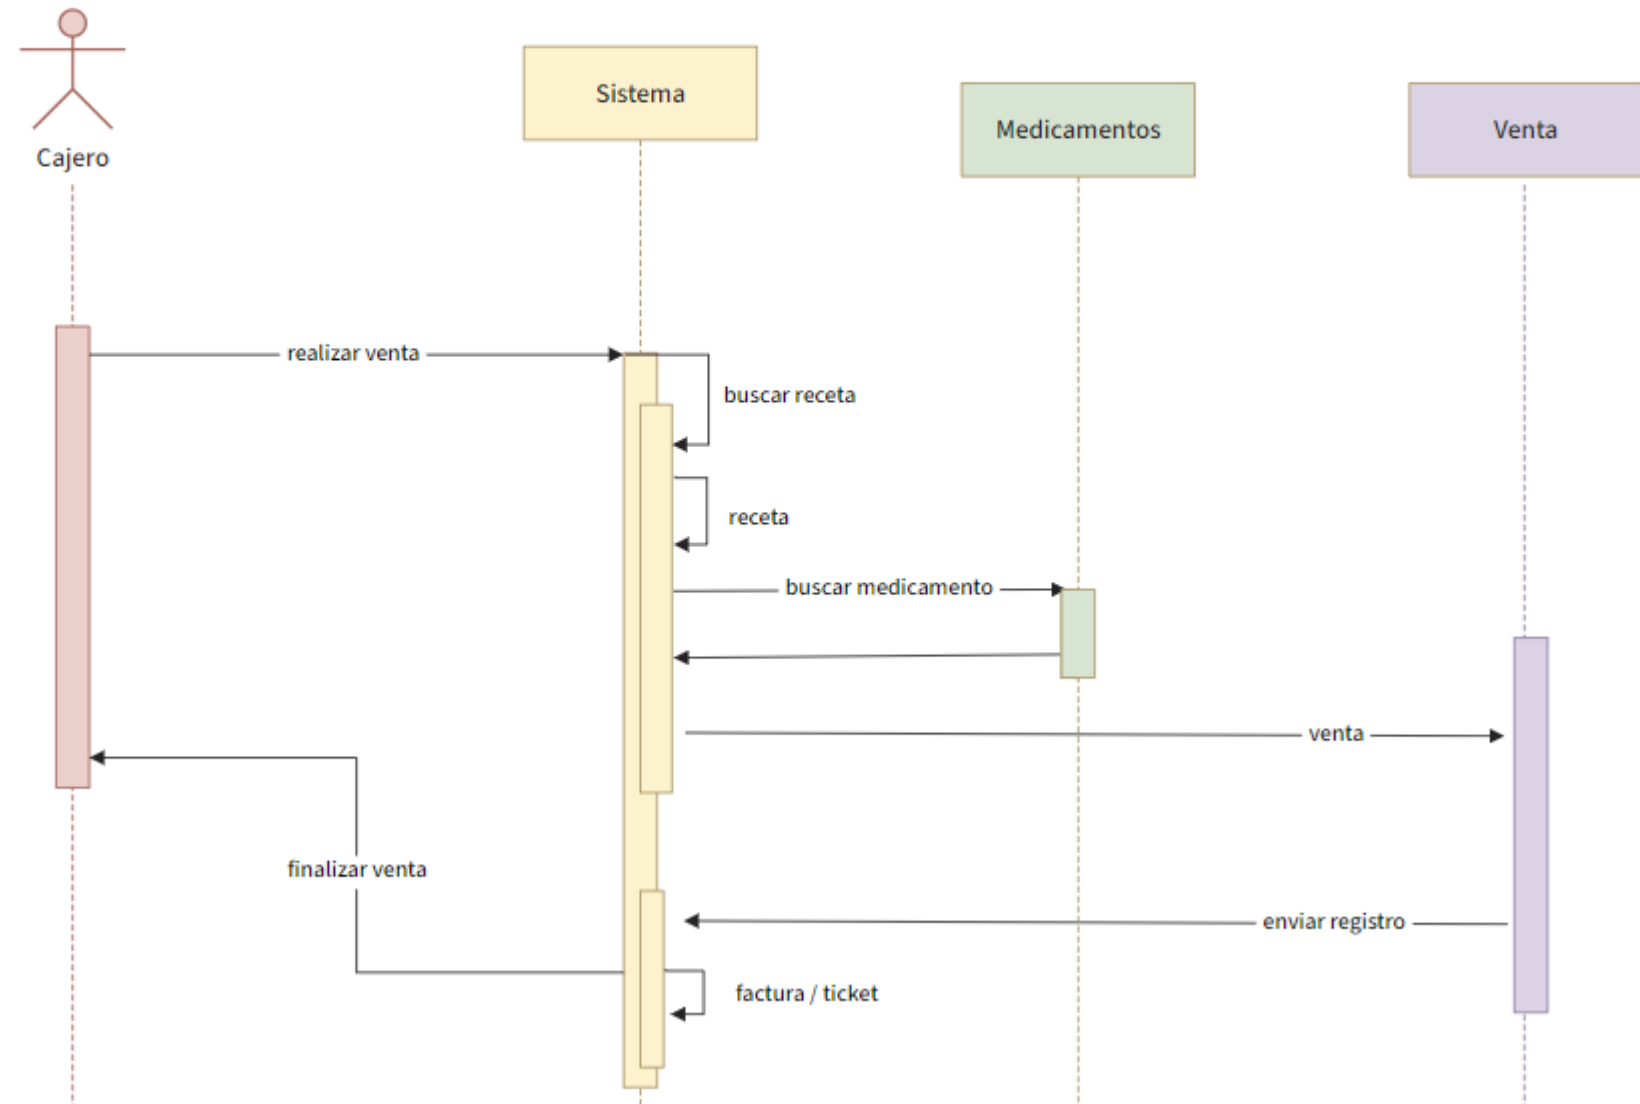 Sistema
Medicamentos
Venta
Cajero
realizar venta
buscar receta
receta
buscar medicamento
venta
finalizar venta
enviar registro
factura / ticket